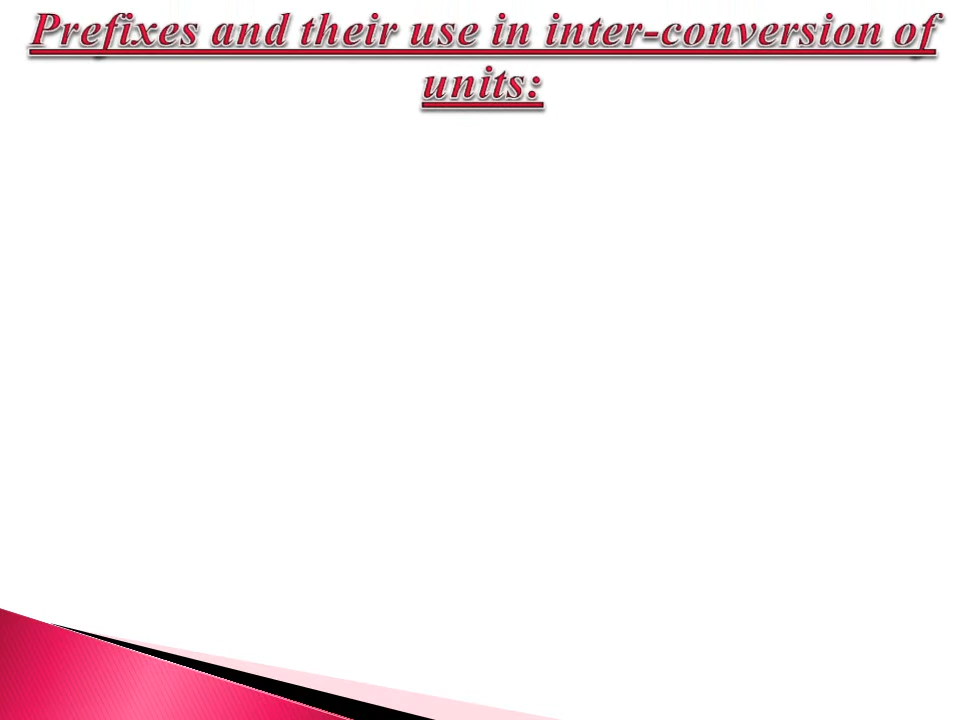 Prefixes and their use in inter-conversion of
units: